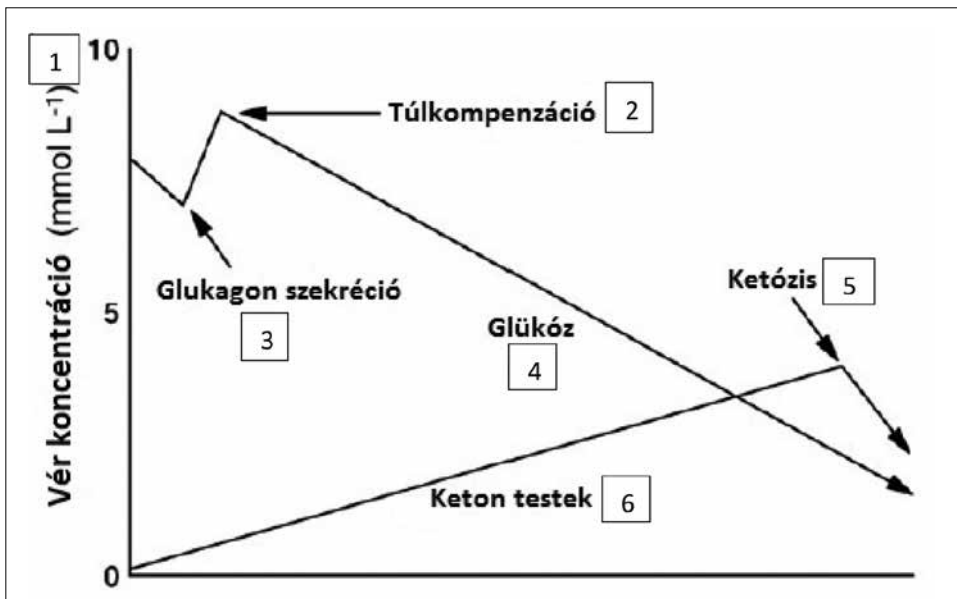 10
1
Vér koncentráció (mmol L⁻¹)
Túlkompenzáció 2
Glukagon szekréció
3
5
Ketózis 5
Glükóz
4
Keton testek 6
0